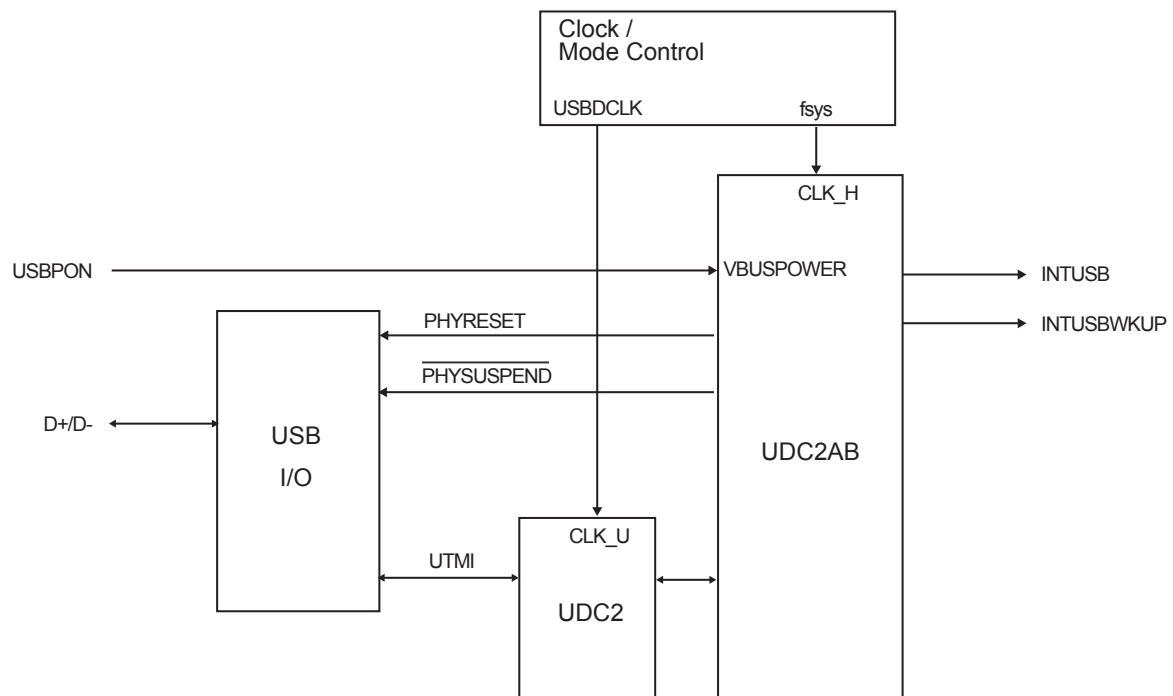 Clock /
Mode Control
USBDCLK
fsys
CLK_H
USBPON
VBUSPOWER
INTUSB
PHYRESET
INTUSBWKUP
PHYSUSPEND
D+/D-
USB
I/O
UDC2AB
CLK_U
UTMI
UDC2